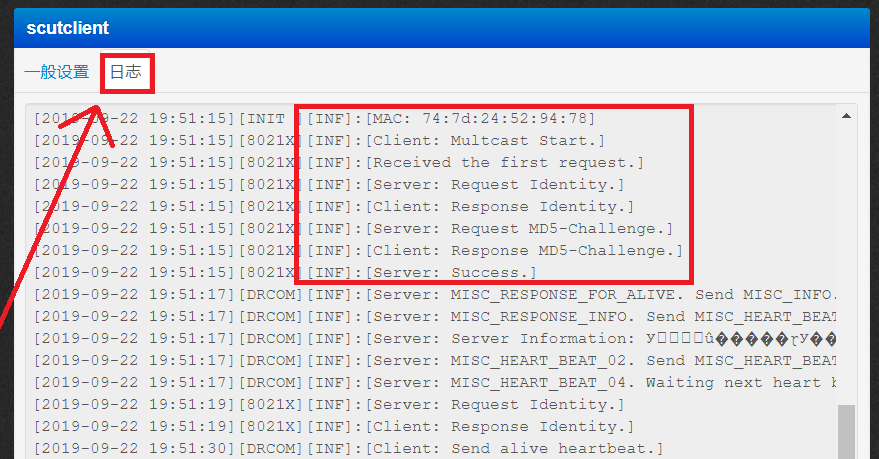 scutclient
一般设置 日志
[2019-09-22 19:51:15][INIT ][INF]:[MAC: 74:7d:24:52:94:78]
[2019-09-22 19:51:15][8021X][INF]:[Client: Multcast Start.]
[2019-09-22 19:51:15][8021X][INF]:[Received the first request.]
[2019-09-22 19:51:15][8021X][INF]:[Server: Request Identity.]
[2019-09-22 19:51:15][8021X][INF]:[Client: Response Identity.]
[2019-09-22 19:51:15][8021X][INF]:[Server: Request MD5-Challenge.]
[2019-09-22 19:51:15][8021X][INF]:[Client: Response MD5-Challenge.]
[2019-09-22 19:51:15][8021X][INF]:[Server: Success.]
[2019-09-22 19:51:17][DRCOM][INF]:[Server: MISC_RESPONSE_FOR_ALIVE. Send MISC_INFO.
[2019-09-22 19:51:17][DRCOM][INF]:[Server: MISC_RESPONSE_INFO. Send MISC_HEART_BEAT
[2019-09-22 19:51:17][DRCOM][INF]:[Server: Server Information:
[2019-09-22 19:51:17][DRCOM][INF]:[Server: MISC_HEART_BEAT_02. Send MISC_HEART_BEAT
[2019-09-22 19:51:17][DRCOM][INF]:[Server: MISC_HEART_BEAT_04. Waiting next heart b
[2019-09-22 19:51:19][8021X][INF]:[Server: Request Identity.]
[2019-09-22 19:51:19][8021X][INF]:[Client: Response Identity.]
[2019-09-22 19:51:30][DRCOM][INF]:[Client: Send alive heartbeat.]